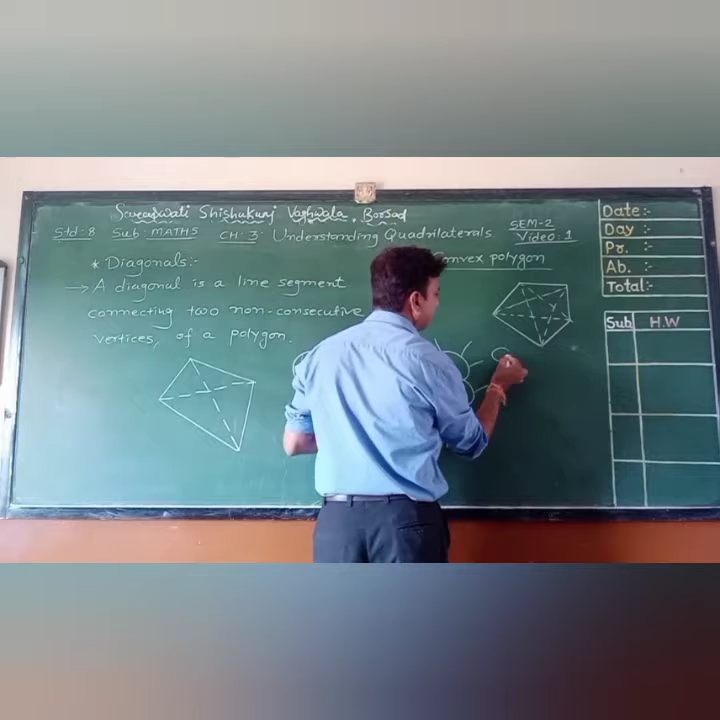 Saraswati Shishukunj Vaghwala, Borsad
Std:8 Sub: MATHS CH:3: Understanding Quadrilaterals SEM-2
Video:1
* Diagonals:-
→ A diagonal is a line segment
connecting two non-consecutive
vertices, of a polygon.
Convex polygon
Date:-
Day :-
Pr. :-
Ab. :-
Total:-
Sub H.W